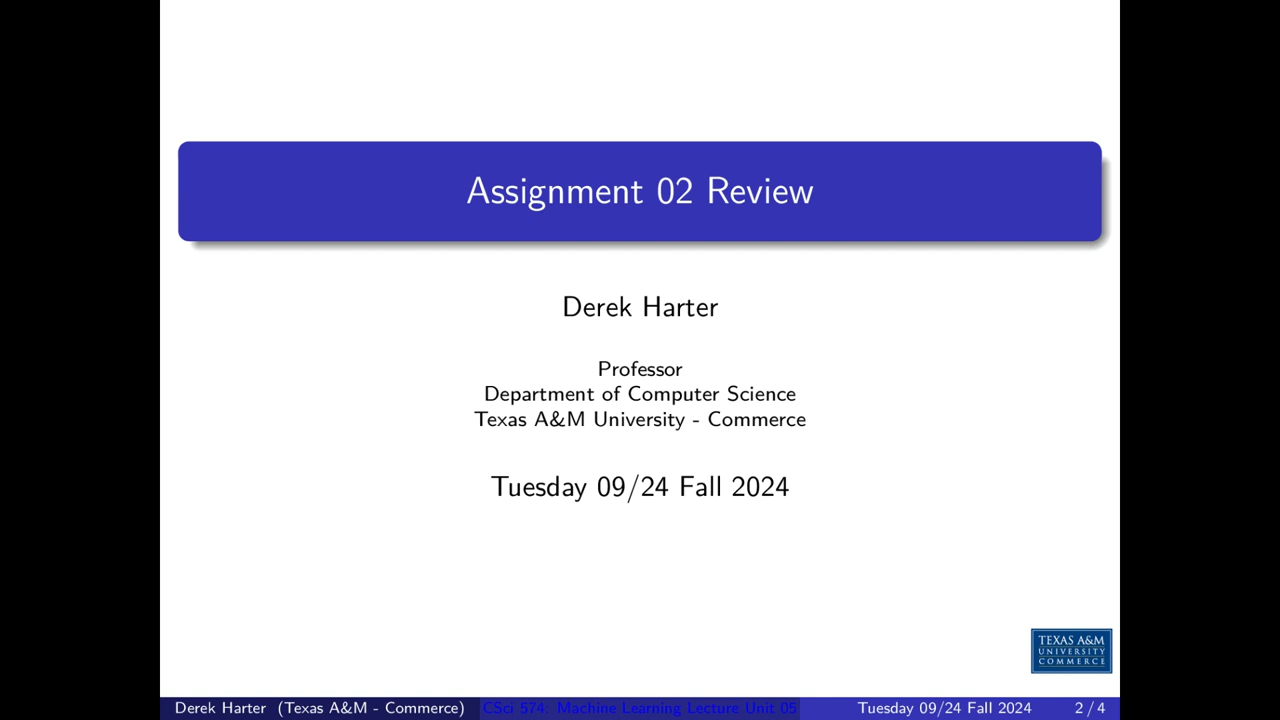 Assignment 02 Review
Derek Harter
Professor
Department of Computer Science
Texas A&M University - Commerce
Tuesday 09/24 Fall 2024
TEXAS A&M
UNIVERSITY
COMMERCE
Derek Harter (Texas A&M - Commerce) CSci 574: Machine Learning Lecture Unit 05 Tuesday 09/24 Fall 2024 2 / 4